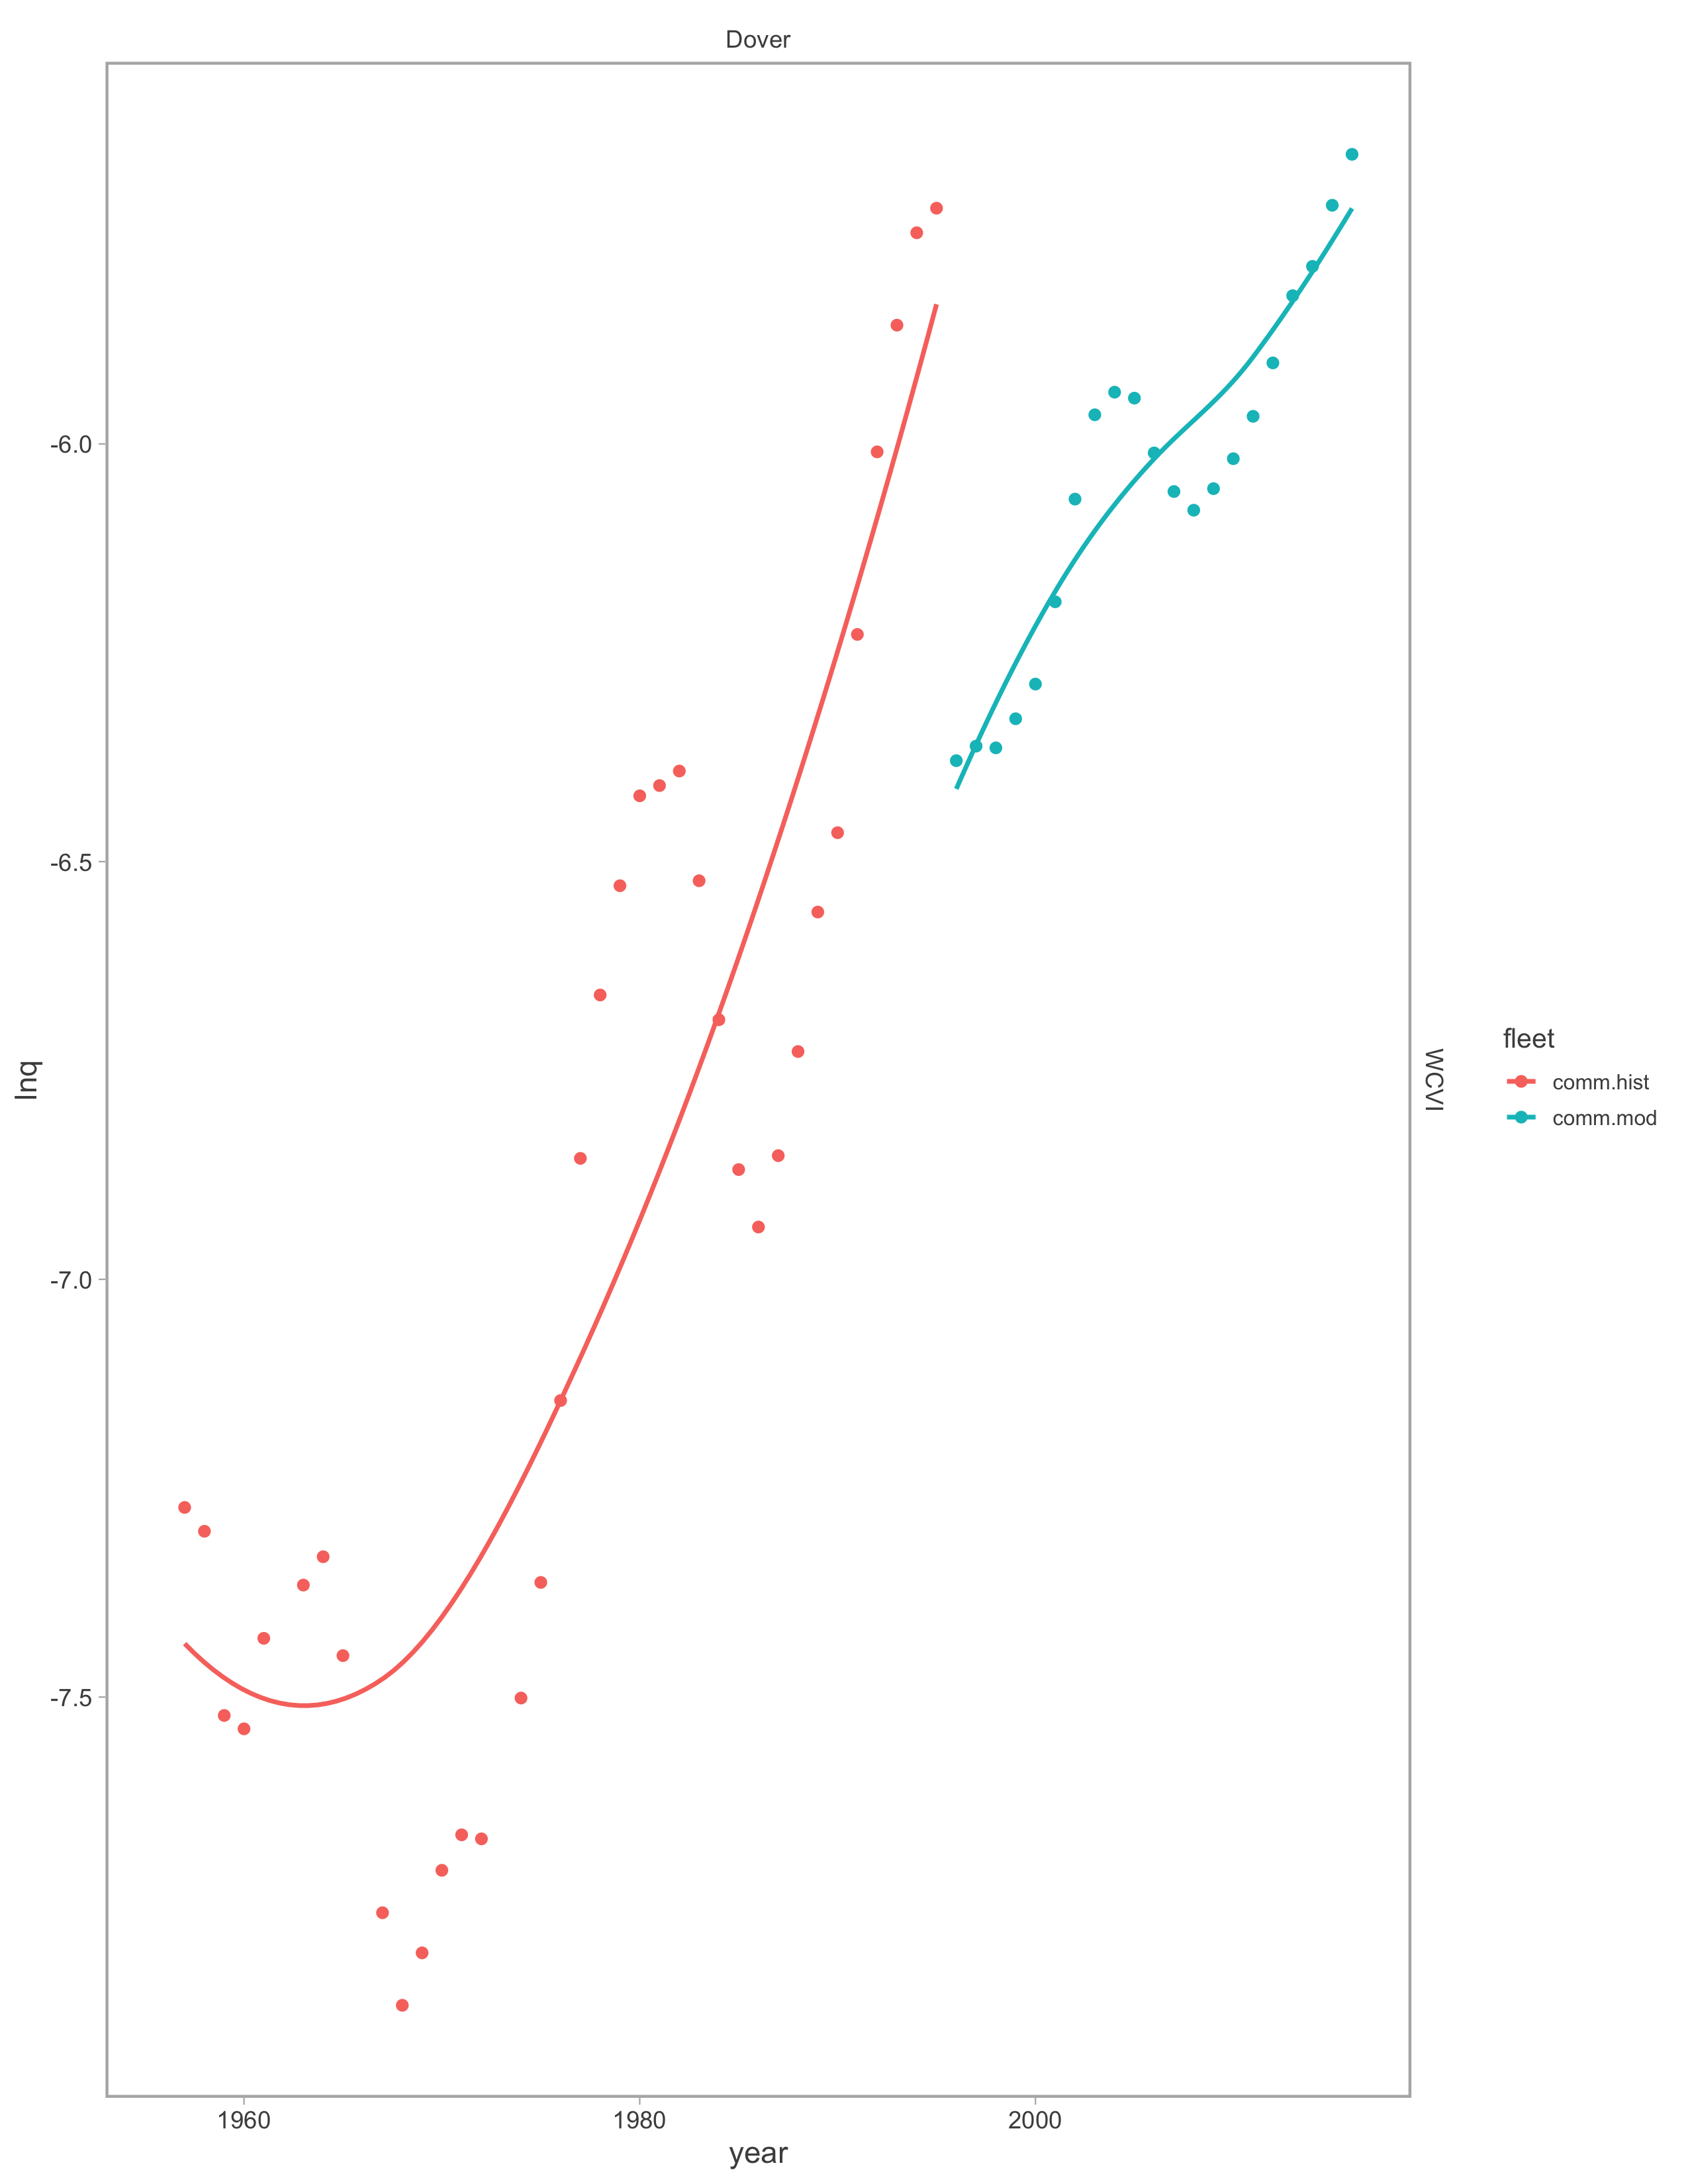 Dover
-6.0
-6.5
-7.0
-7.5
lnq
1960
1980
2000
year
WCVI
fleet
comm.hist
comm.mod